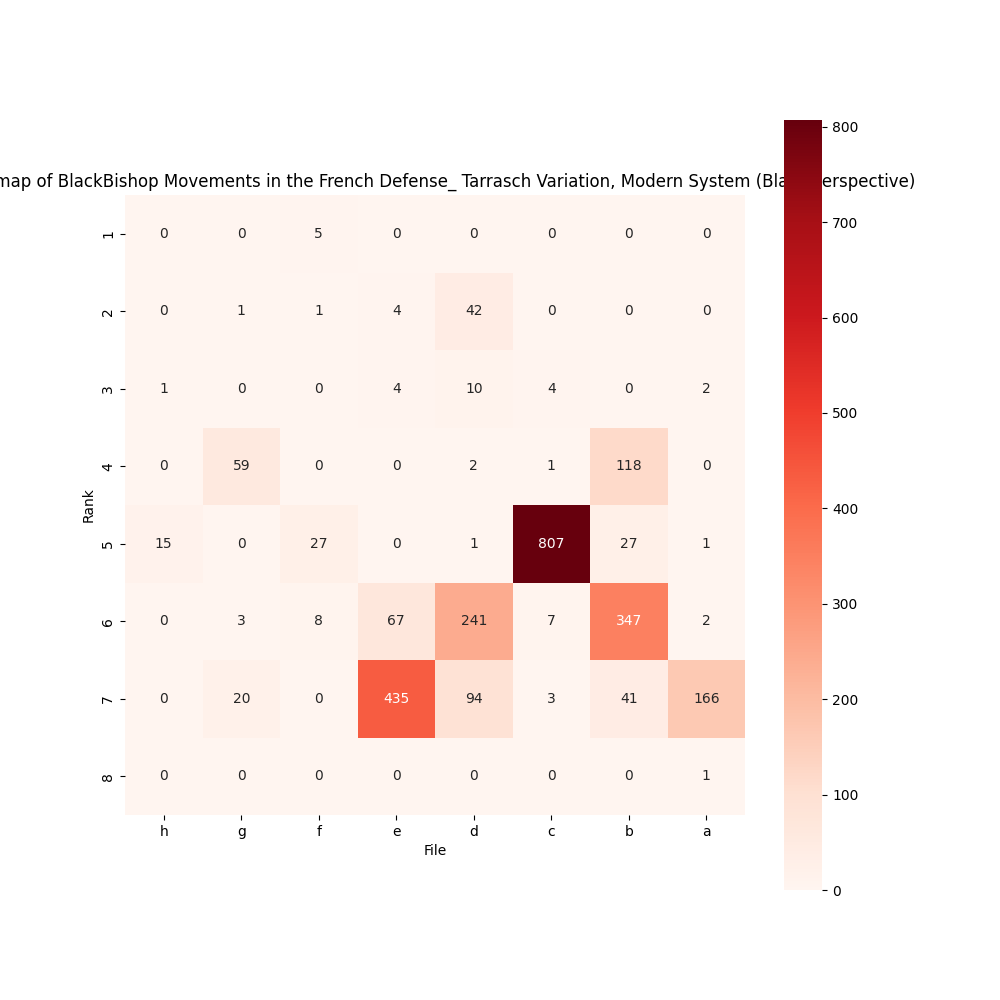 map of BlackBishop Movements in the French Defense_ Tarrasch Variation, Modern System (Bla erspective)
800
700
600
500
400
300
200
100
0
Rank
1 0 0 5 0 0 0 0 0
2 0 1 1 4 42 0 0 0
3 1 0 0 4 10 4 0 2
4 0 59 0 0 2 1 118 0
5 15 0 27 0 1 807 27 1
6 0 3 8 67 241 7 347 2
7 0 20 0 435 94 3 41 166
8 0 0 0 0 0 0 0 1
h g f e d c b a
File